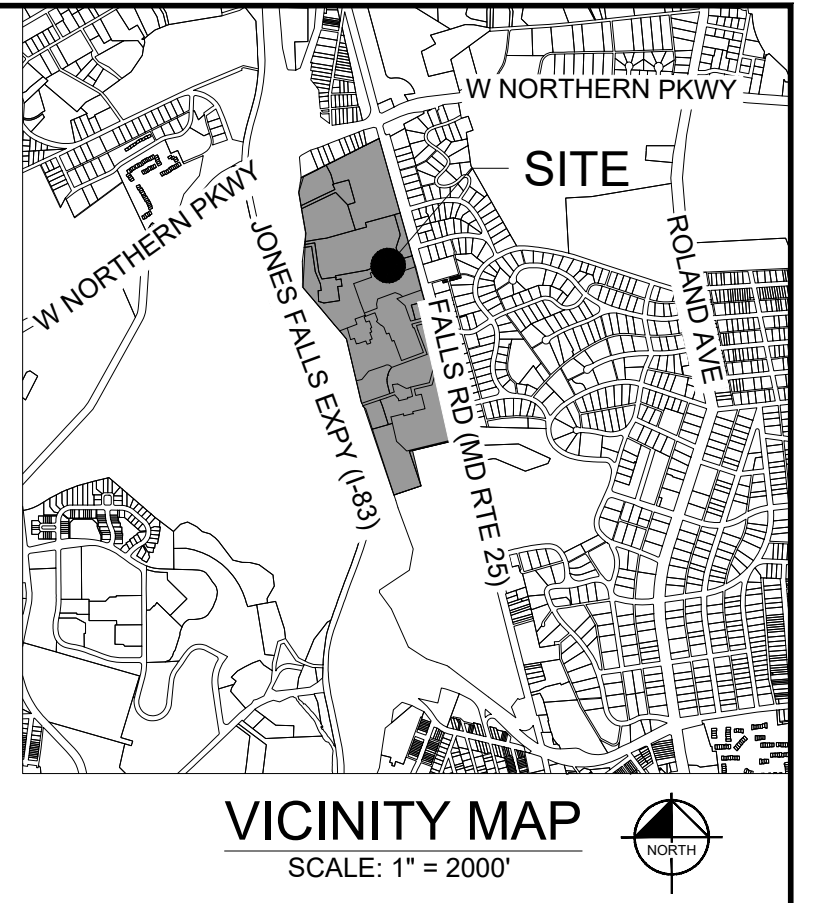 W NORTHERN PKWY
SITE
W NORTHERN PKWY
JONES FALLS EXPY (I-83)
FALLS RD (MD RTE 25)
ROLAND AVE
VICINITY MAP
SCALE: 1" = 2000'
NORTH